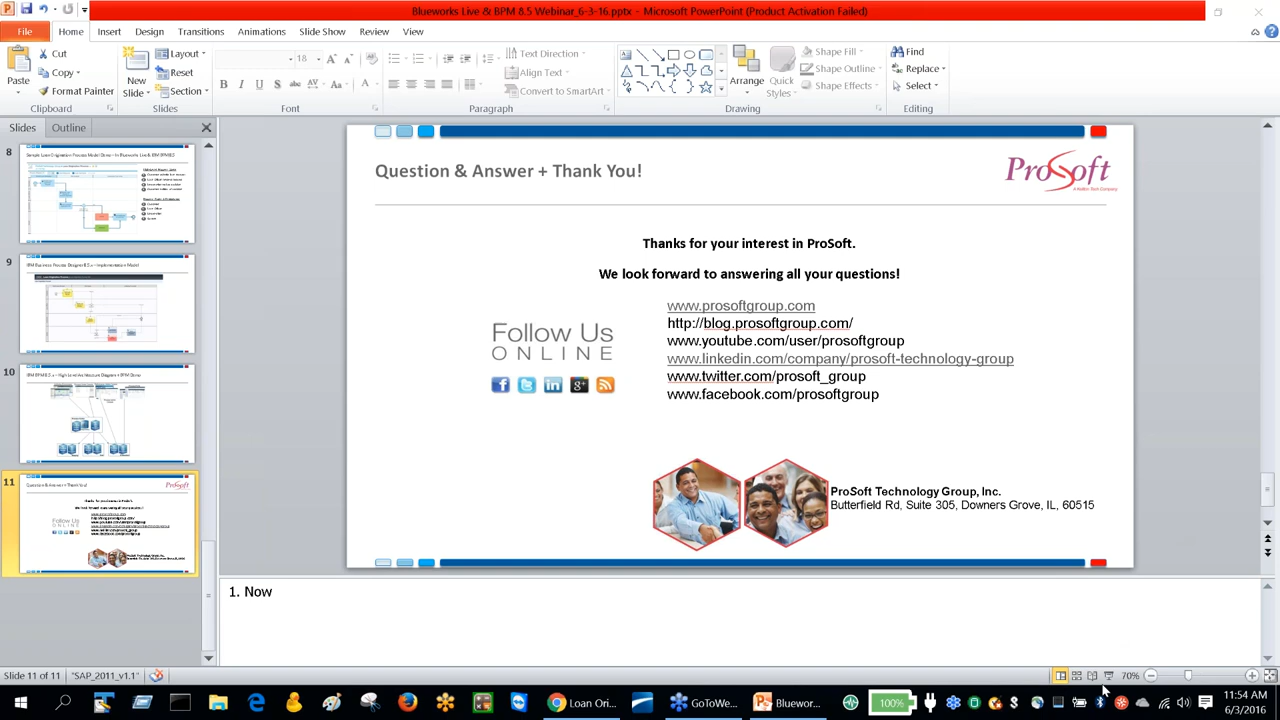 Blueworks Live & BPM 8.5 Webinar_6-3-16.pptx – Microsoft PowerPoint (Product Activation Failed)
File Home Insert Design Transitions Animations Slide Show Review View
Paste
Cut
Copy
Format Painter
Clipboard
New Slide
Layout
Reset
Section
Slides
18
B I U S abc AV Aa A
Font
Text Direction
Align Text
Convert to SmartArt
Paragraph
Arrange
Quick Styles
Shape Fill
Shape Outline
Shape Effects
Drawing
Find
Replace
Select
Editing
Slides Outline
8
9
10
11
Question & Answer + Thank You!
ProSoft
Thanks for your interest in ProSoft.
We look forward to answering all your questions!
Follow Us
ONLINE
www.prosoftgroup.com
http://blog.prosoftgroup.com/
www.youtube.com/user/prosoftgroup
www.linkedin.com/company/prosoft-technology-group
www.twitter.com/prosoft_group
www.facebook.com/prosoftgroup
ProSoft Technology Group, Inc.
Butterfield Rd, Suite 305, Downers Grove, IL, 60515
1. Now
Slide 11 of 11
"SAP_2011_v1.1"
70%
Loan Ori...
GoToWe...
Bluewor...
100%
11:54 AM
6/3/2016